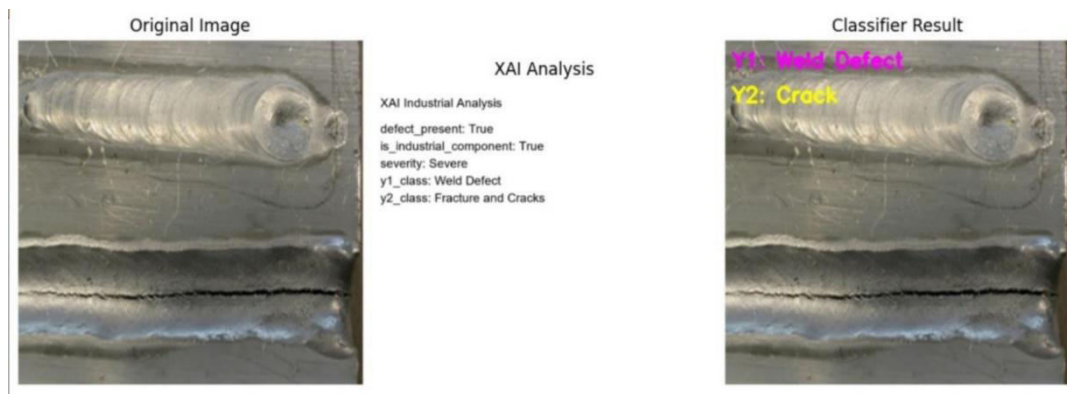 Original Image
XAI Analysis
XAI Industrial Analysis
defect_present: True
is_industrial_component: True
severity: Severe
y1_class: Weld Defect
y2_class: Fracture and Cracks
Classifier Result
Y1: Weld Defect
Y2: Crack